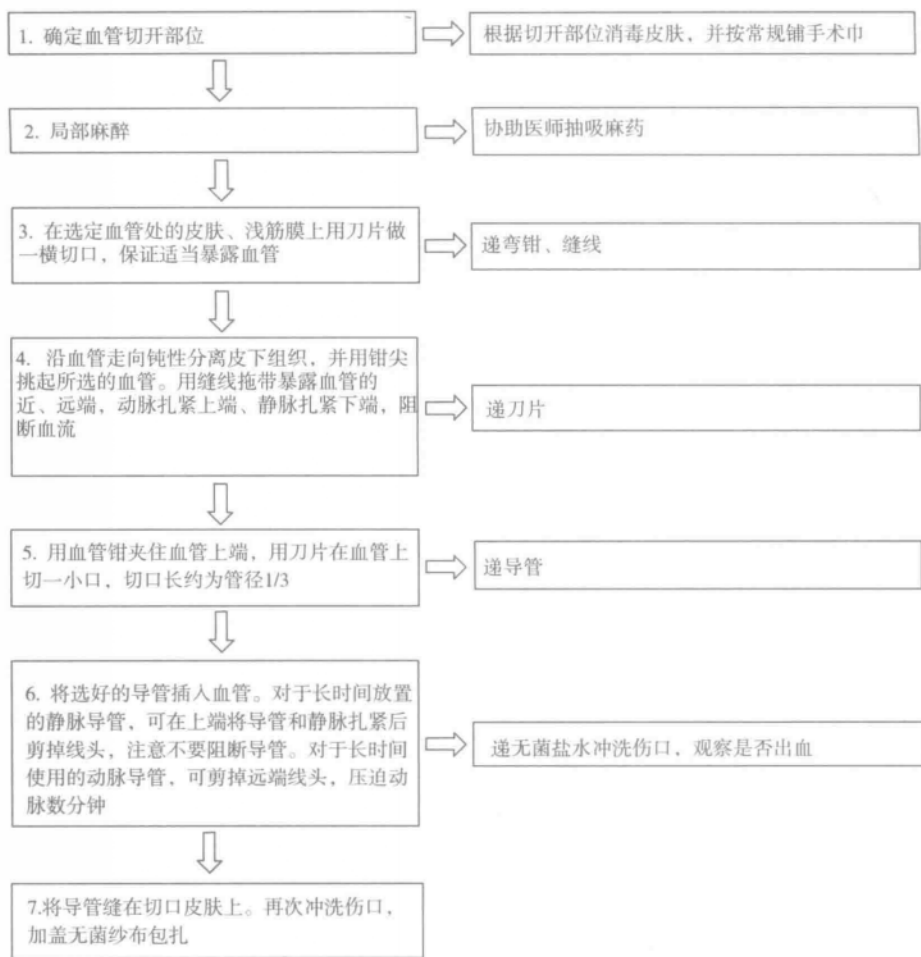 1. 确定血管切开部位
根据切开部位消毒皮肤，并按常规铺手术巾
2. 局部麻醉
协助医师抽吸麻药
3. 在选定血管处的皮肤、浅筋膜上用刀片做
一横切口，保证适当暴露血管
递弯钳、缝线
4. 沿血管走向钝性分离皮下组织，并用钳尖
挑起所选的血管。用缝线拖带暴露血管的
近、远端，动脉扎紧上端、静脉扎紧下端，阻
断血流
递刀片
5. 用血管钳夹住血管上端，用刀片在血管上
切一小口，切口长约为管径1/3
递导管
6. 将选好的导管插入血管。对于长时间放置
的静脉导管，可在上端将导管和静脉扎紧后
剪掉线头，注意不要阻断导管。对于长时间
使用的动脉导管，可剪掉远端线头，压迫动
脉数分钟
递无菌盐水冲洗伤口，观察是否出血
7.将导管缝在切口皮肤上。再次冲洗伤口，
加盖无菌纱布包扎